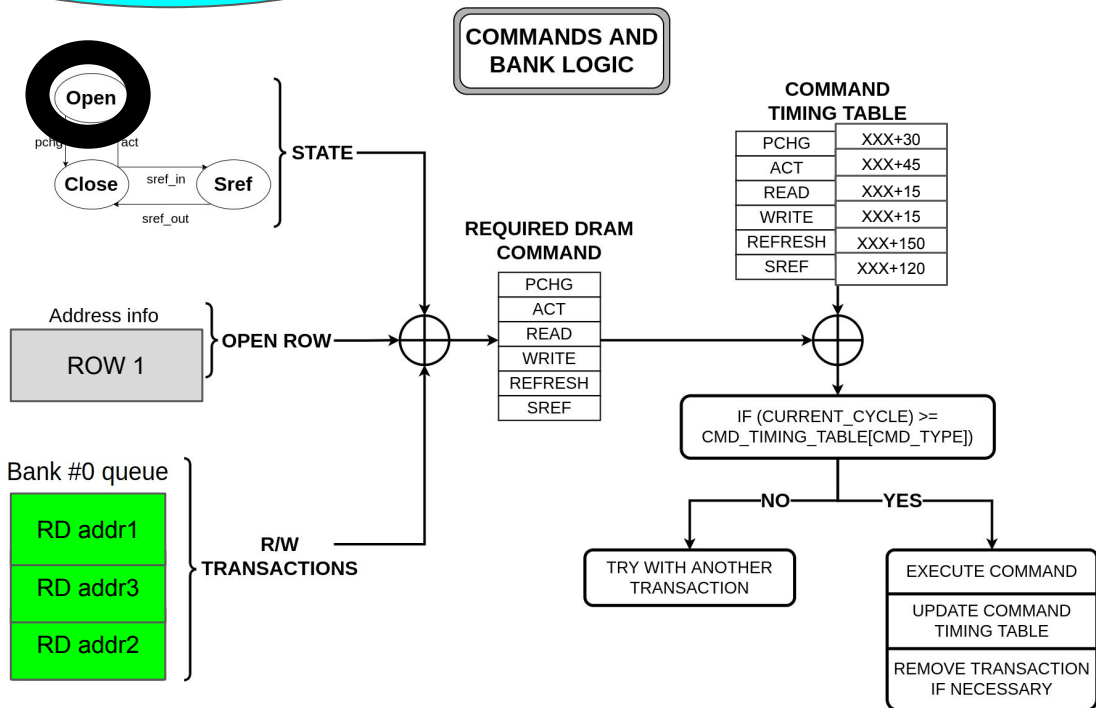 COMMANDS AND
BANK LOGIC
Open
pchg
act
Close
sref_in
Sref
sref_out
STATE
Address info
ROW 1
OPEN ROW
Bank #0 queue
RD addr1
RD addr3
RD addr2
R/W
TRANSACTIONS
REQUIRED DRAM
COMMAND
PCHG
ACT
READ
WRITE
REFRESH
SREF
COMMAND
TIMING TABLE
PCHG XXX+30
ACT XXX+45
READ XXX+15
WRITE XXX+15
REFRESH XXX+150
SREF XXX+120
IF (CURRENT_CYCLE) >=
CMD_TIMING_TABLE[CMD_TYPE])
NO
YES
TRY WITH ANOTHER
TRANSACTION
EXECUTE COMMAND
UPDATE COMMAND
TIMING TABLE
REMOVE TRANSACTION
IF NECESSARY